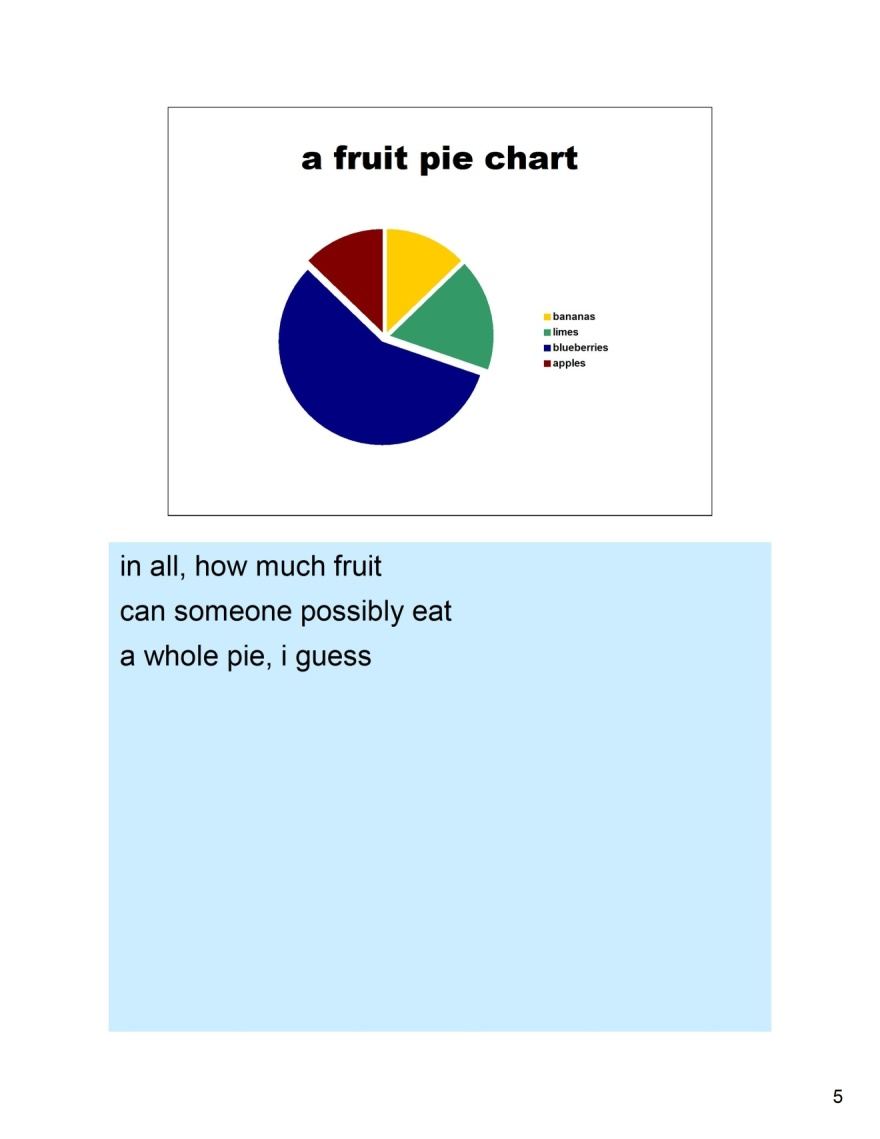 a fruit pie chart
bananas
limes
blueberries
apples
in all, how much fruit
can someone possibly eat
a whole pie, i guess
5